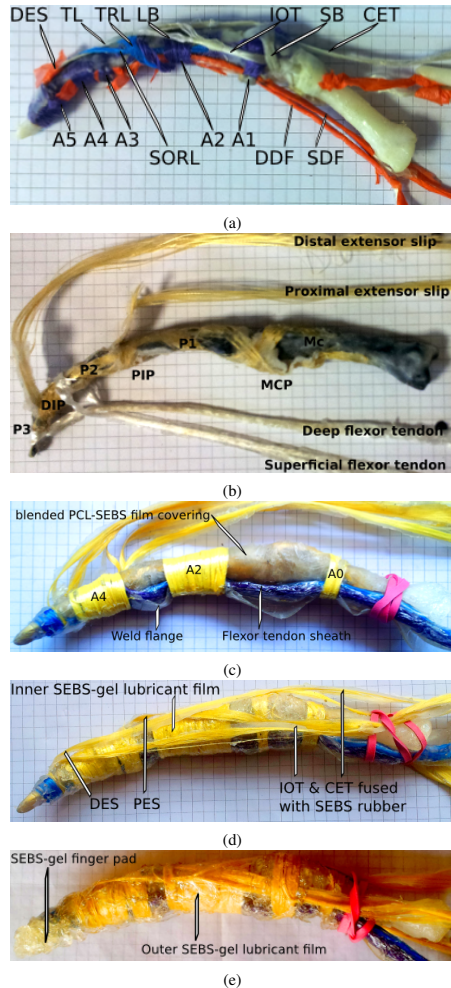 DES TL TRL LB IOT SB CET
A5 A4 A3 A2 A1
SORL DDF SDF
(a)
Distal extensor slip
Proximal extensor slip
P1 Mc
P2
PIP
MCP
DIP
P3
Deep flexor tendon
Superficial flexor tendon
(b)
blended PCL-SEBS film covering
A4 A2 A0
Weld flange Flexor tendon sheath
(c)
Inner SEBS-gel lubricant film
DES PES IOT & CET fused
with SEBS rubber
(d)
SEBS-gel finger pad
Outer SEBS-gel lubricant film
(e)